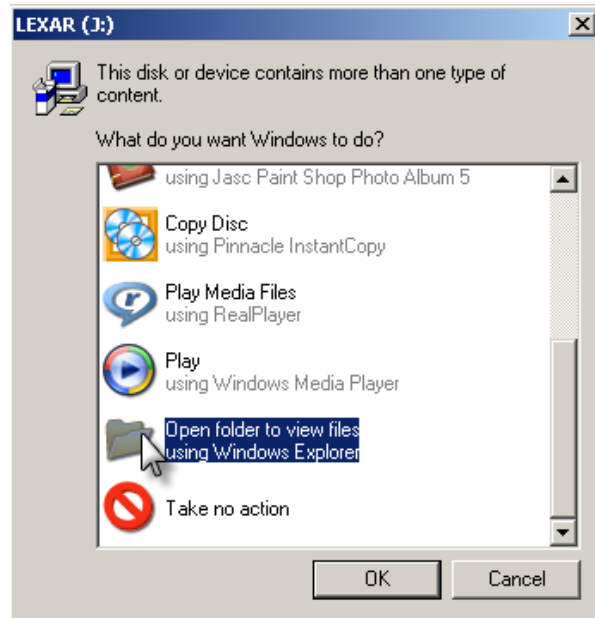 LEXAR (J:)
This disk or device contains more than one type of
content.
What do you want Windows to do?
using Jasc Paint Shop Photo Album 5
Copy Disc
using Pinnacle InstantCopy
Play Media Files
using RealPlayer
Play
using Windows Media Player
Open folder to view files
using Windows Explorer
Take no action
OK
Cancel